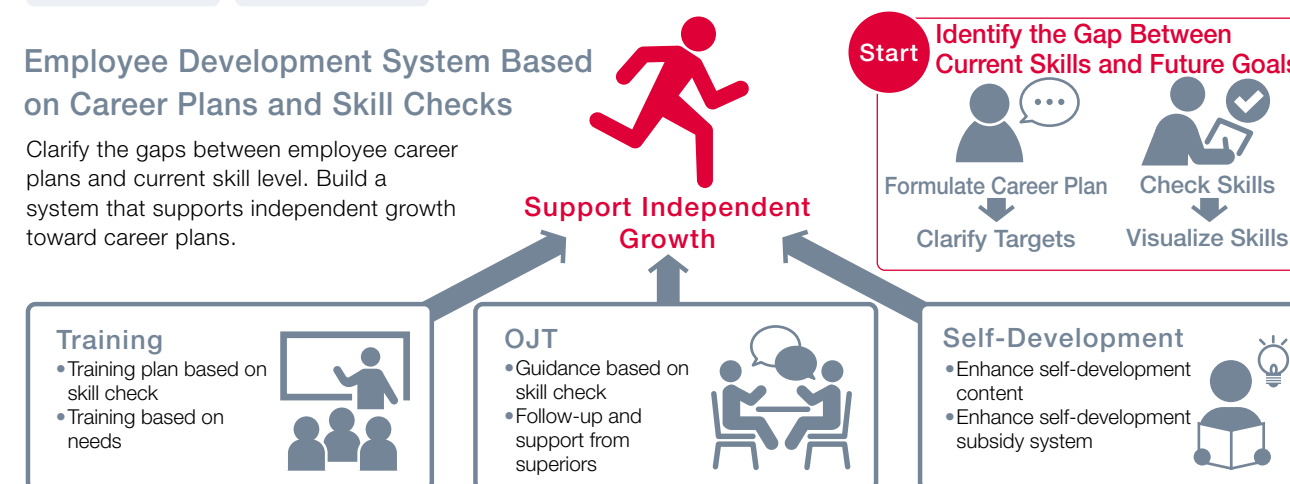 Employee Development System Based
on Career Plans and Skill Checks
Clarify the gaps between employee career
plans and current skill level. Build a
system that supports independent growth
toward career plans.
Support Independent
Growth
Start
Identify the Gap Between
Current Skills and Future Goals
Formulate Career Plan
Clarify Targets
Check Skills
Visualize Skills
Training
•Training plan based on
skill check
•Training based on
needs
OJT
•Guidance based on
skill check
•Follow-up and
support from
superiors
Self-Development
•Enhance self-development
content
•Enhance self-development
subsidy system